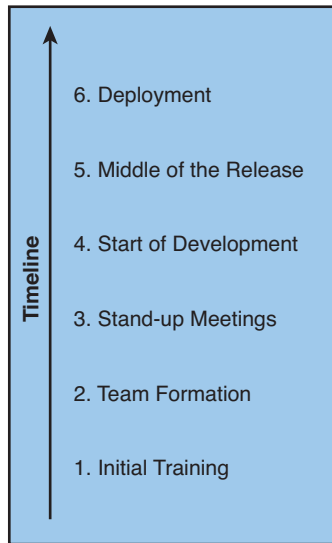 6. Deployment
5. Middle of the Release
4. Start of Development
3. Stand-up Meetings
2. Team Formation
1. Initial Training
Timeline